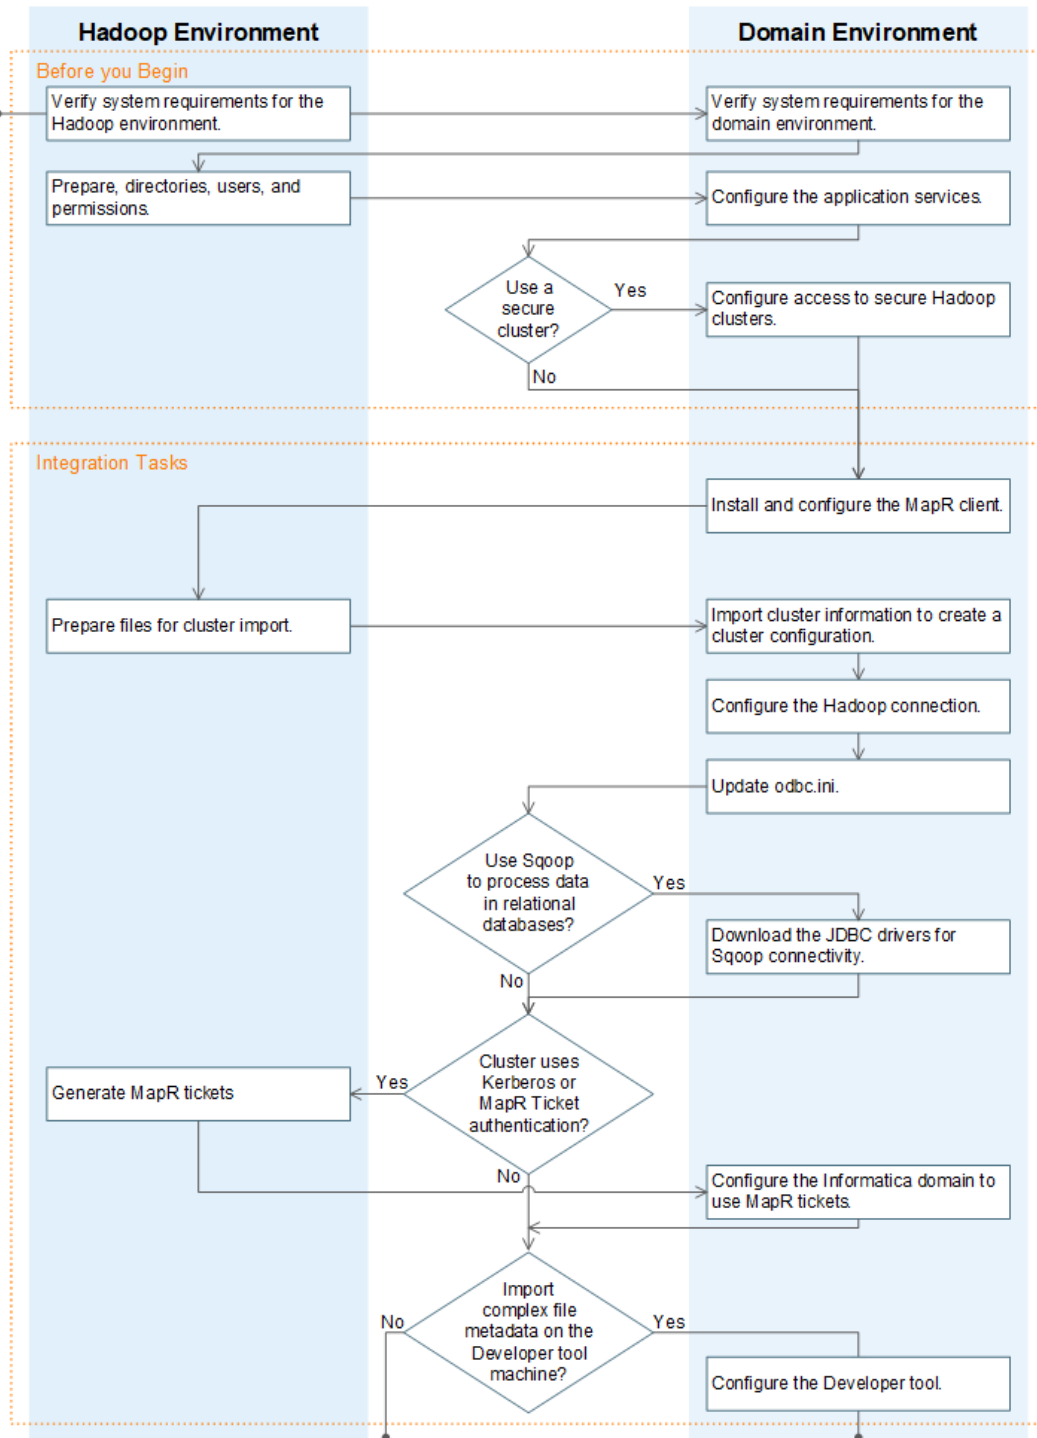 Hadoop Environment
Domain Environment
Before you Begin
Verify system requirements for the
Hadoop environment.
Verify system requirements for the
domain environment.
Prepare, directories, users, and
permissions.
Configure the application services.
Use a
secure
cluster?
Yes
Configure access to secure Hadoop
clusters.
No
Integration Tasks
Install and configure the MapR client.
Prepare files for cluster import.
Import cluster information to create a
cluster configuration.
Configure the Hadoop connection.
Update odbc.ini.
Use Sqoop
to process data
in relational
databases?
Yes
Download the JDBC drivers for
Sqoop connectivity.
No
Cluster uses
Kerberos or
MapR Ticket
authentication?
Yes
Generate MapR tickets
No
Configure the Informatica domain to
use MapR tickets.
Import
complex file
metadata on the
Developer tool
machine?
No
Yes
Configure the Developer tool.